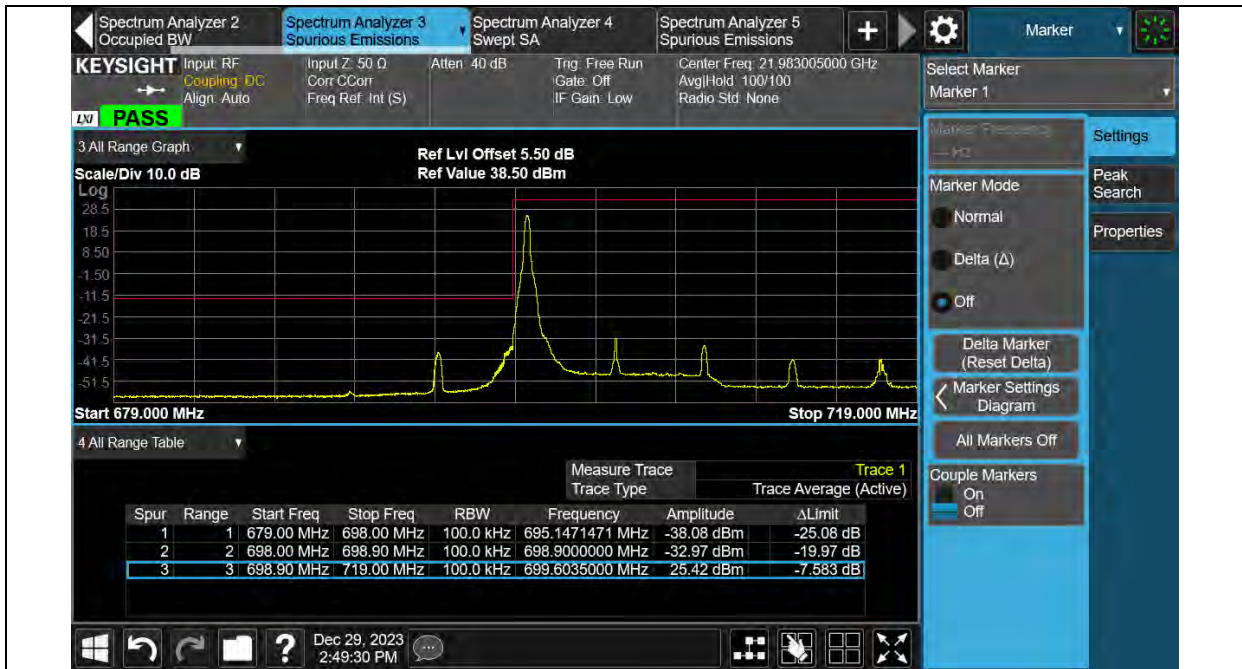 Spectrum Analyzer 2
Occupied BW
Spectrum Analyzer 3
Spurious Emissions
Spectrum Analyzer 4
Swept SA
Spectrum Analyzer 5
Spurious Emissions
+
Marker
KEYSIGHT
Input: RF
Coupling: DC
Align: Auto
Input Z: 50 Ω
Corr CCorr
Freq Ref: Int (S)
Atten: 40 dB
Trig: Free Run
Gate: Off
IF Gain: Low
Center Freq: 21.983005000 GHz
Avg|Hold: 100/100
Radio Std: None
LXI
PASS
Select Marker
Marker 1
3 All Range Graph
Ref Lvl Offset 5.50 dB
Scale/Div 10.0 dB
Ref Value 38.50 dBm
Log
28.5
18.5
8.50
-1.50
-11.5
-21.5
-31.5
-41.5
-51.5
Start 679.000 MHz
Stop 719.000 MHz
Marker Frequency
--- Hz
Settings
Marker Mode
Peak Search
Normal
Properties
Delta (Δ)
Off
Delta Marker
(Reset Delta)
Marker Settings
Diagram
All Markers Off
Couple Markers
On
Off
4 All Range Table
Measure Trace Trace 1
Trace Type Trace Average (Active)
Spur Range Start Freq Stop Freq RBW Frequency Amplitude ΔLimit
1 1 679.00 MHz 698.00 MHz 100.0 kHz 695.1471471 MHz -38.08 dBm -25.08 dB
2 2 698.00 MHz 698.90 MHz 100.0 kHz 698.9000000 MHz -32.97 dBm -19.97 dB
3 3 698.90 MHz 719.00 MHz 100.0 kHz 699.6035000 MHz 25.42 dBm -7.583 dB
?
Dec 29, 2023
2:49:30 PM